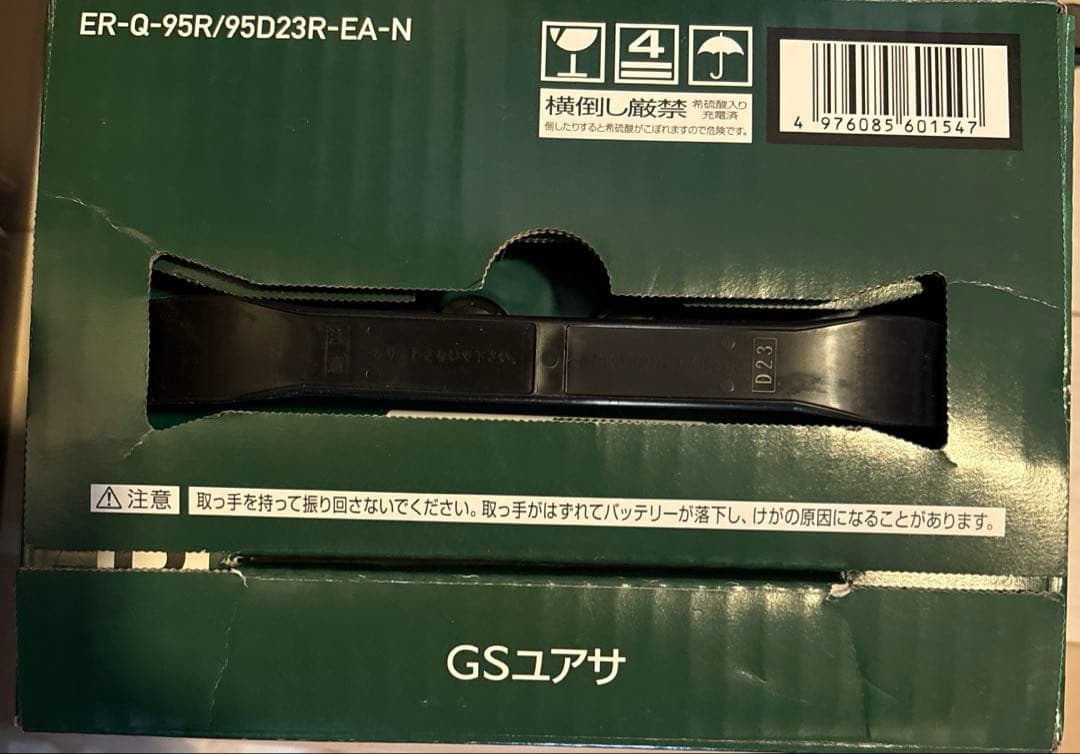 ER-Q-95R/95D23R-EA-N
4
横倒し厳禁 希硫酸入り 充電済
倒したりすると希硫酸がこぼれますので危険です。
4 976085 601547
D23
注意 取っ手を持って振り回さないでください。取っ手がはずれてバッテリーが落下し、けがの原因になることがあります。
GSユアサ